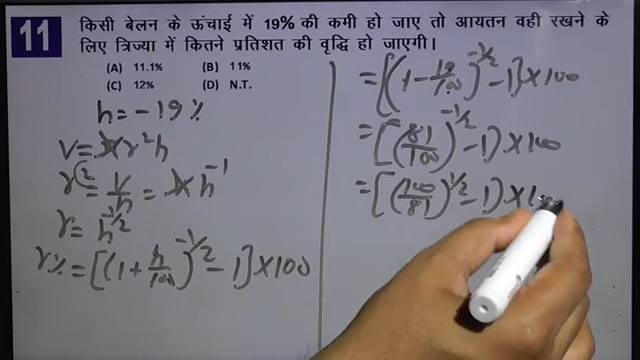 11
किसी बेलन के ऊंचाई में 19% की कमी हो जाए तो आयतन वही रखने के
लिए त्रिज्या में कितने प्रतिशत की वृद्धि हो जाएगी।
(A) 11.1% (B) 11%
(C) 12% (D) N.T.
h = -19%
v = πr²h
r² = v/h = π h⁻¹
r = h^-1/2
r% = [(1 + h/100)^-1/2 - 1] × 100
= [(1 - 19/100)^-1/2 - 1] × 100
= [(81/100)^-1/2 - 1] × 100
= [(100/81)^1/2 - 1] × 100